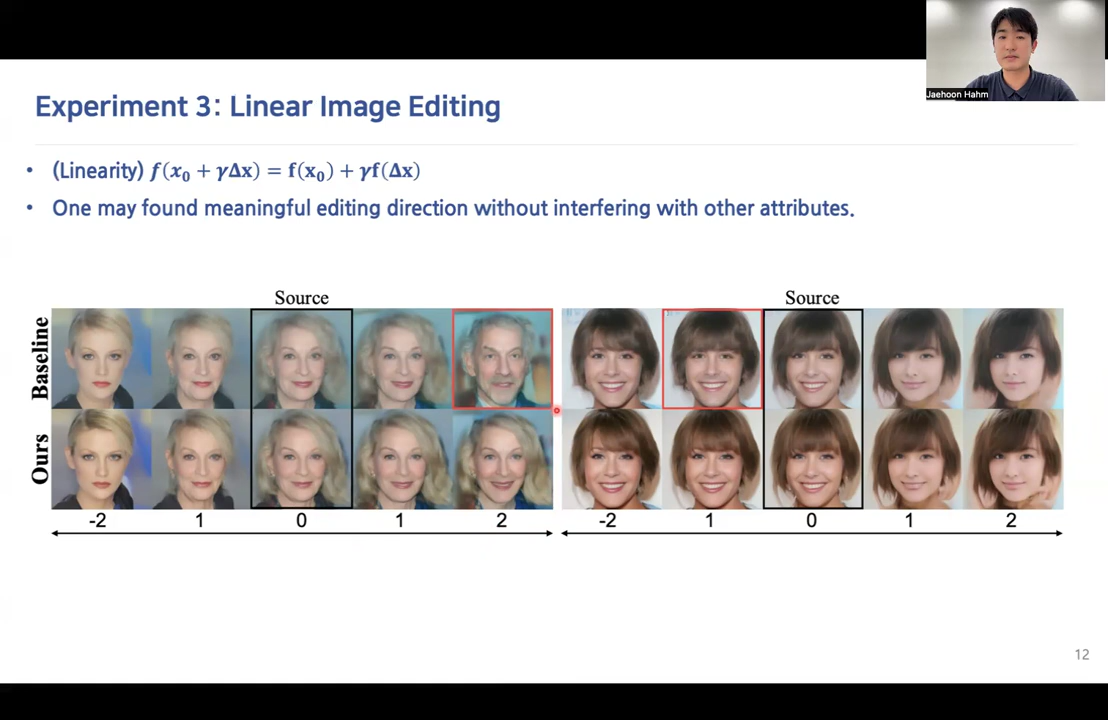 Jaehoon Hahm
Experiment 3: Linear Image Editing
• (Linearity) f(x₀ + γΔx) = f(x₀) + γf(Δx)
• One may found meaningful editing direction without interfering with other attributes.
Source Source
Baseline
Ours
-2 1 0 1 2 -2 1 0 1 2
12